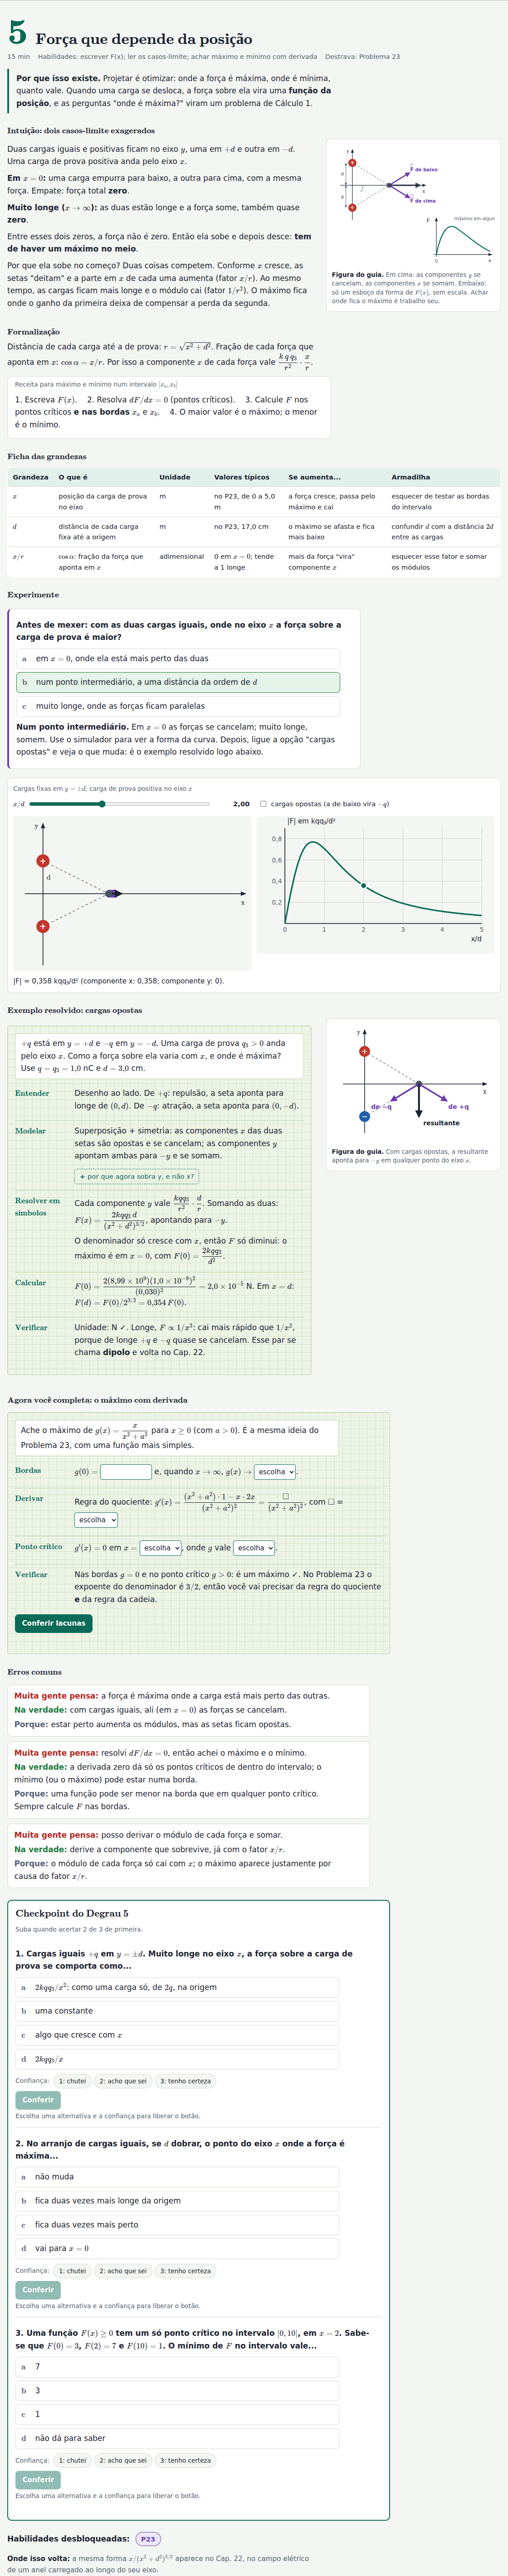 5 Força que depende da posição
15 min Habilidades: escrever F(x); ler os casos-limite; achar máximo e mínimo com derivada Destrava: Problema 23
Por que isso existe. Projetar é otimizar: onde a força é máxima, onde é mínima,
quanto vale. Quando uma carga se desloca, a força sobre ela vira uma função da
posição, e as perguntas "onde é máxima?" viram um problema de Cálculo 1.
Intuição: dois casos-limite exagerados
Duas cargas iguais e positivas ficam no eixo y, uma em +d e outra em −d.
Uma carga de prova positiva anda pelo eixo x.
Em x = 0: uma carga empurra para baixo, a outra para cima, com a mesma
força. Empate: força total zero.
Muito longe (x → ∞): as duas estão longe e a força some, também quase
zero.
Entre esses dois zeros, a força não é zero. Então ela sobe e depois desce: tem
de haver um máximo no meio.
Por que ela sobe no começo? Duas coisas competem. Conforme x cresce, as
setas "deitam" e a parte em x de cada uma aumenta (fator x/r). Ao mesmo
tempo, as cargas ficam mais longe e o módulo cai (fator 1/r²). O máximo fica
onde o ganho da primeira deixa de compensar a perda da segunda.
y
+
d
F de baixo
x
d
F de cima
+
F
máximo em algum
0
x
Figura do guia. Em cima: as componentes y se
cancelam, as componentes x se somam. Embaixo:
só um esboço da forma de F(x), sem escala. Achar
onde fica o máximo é trabalho seu.
Formalização
Distância de cada carga até a de prova: r = √(x² + d²). Fração de cada força que
aponta em x: cos α = x/r. Por isso a componente x de cada força vale k q q₃/r² · x/r.
Receita para máximo e mínimo num intervalo [xₐ, x_b]
1. Escreva F(x). 2. Resolva dF/dx = 0 (pontos críticos). 3. Calcule F nos
pontos críticos e nas bordas xₐ e x_b. 4. O maior valor é o máximo; o menor
é o mínimo.
Ficha das grandezas
Grandeza O que é Unidade Valores típicos Se aumenta... Armadilha
x posição da carga de prova no eixo m no P23, de 0 a 5,0 m a força cresce, passa pelo máximo e cai esquecer de testar as bordas do intervalo
d distância de cada carga fixa até a origem m no P23, 17,0 cm o máximo se afasta e fica mais baixo confundir d com a distância 2d entre as cargas
x/r cos α: fração da força que aponta em x adimensional 0 em x = 0; tende a 1 longe mais da força "vira" componente x esquecer esse fator e somar os módulos
Experimente
Antes de mexer: com as duas cargas iguais, onde no eixo x a força sobre a
carga de prova é maior?
a em x = 0, onde ela está mais perto das duas
b num ponto intermediário, a uma distância da ordem de d
c muito longe, onde as forças ficam paralelas
Num ponto intermediário. Em x = 0 as forças se cancelam; muito longe,
somem. Use o simulador para ver a forma da curva. Depois, ligue a opção "cargas
opostas" e veja o que muda: é o exemplo resolvido logo abaixo.
Cargas fixas em y = ±d; carga de prova positiva no eixo x
x/d 2,00 cargas opostas (a de baixo vira −q)
y
+
d
x
+
|F| em kqq₃/d²
0,8
0,6
0,4
0,2
0 1 2 3 4 5
x/d
|F| = 0,358 kqq₃/d² (componente x: 0,358; componente y: 0).
Exemplo resolvido: cargas opostas
+q está em y = +d e −q em y = −d. Uma carga de prova q₃ > 0 anda
pelo eixo x. Como a força sobre ela varia com x, e onde é máxima?
Use q = q₃ = 1,0 nC e d = 3,0 cm.
Entender Desenho ao lado. De +q: repulsão, a seta aponta para
longe de (0, d). De −q: atração, a seta aponta para (0, −d).
Modelar Superposição + simetria: as componentes x das duas
setas são opostas e se cancelam; as componentes y
apontam ambas para −y e se somam.
+ por que agora sobra y, e não x?
Resolver em símbolos Cada componente y vale kqq₃/r² · d/r. Somando as duas:
F(x) = 2kqq₃ d/(x² + d²)^{3/2}, apontando para −y.
O denominador só cresce com x, então F só diminui: o
máximo é em x = 0, com F(0) = 2kqq₃/d².
Calcular F(0) = 2(8,99 × 10⁹)(1,0 × 10⁻⁹)²/(0,030)² = 2,0 × 10⁻⁵ N. Em x = d:
F(d) = F(0)/2^{3/2} = 0,354 F(0).
Verificar Unidade: N ✓. Longe, F ∝ 1/x³: cai mais rápido que 1/x²,
porque de longe +q e −q quase se cancelam. Esse par se
chama dipolo e volta no Cap. 22.
y
+
x
de −q
de +q
−
resultante
Figura do guia. Com cargas opostas, a resultante
aponta para −y em qualquer ponto do eixo x.
Agora você completa: o máximo com derivada
Ache o máximo de g(x) = x/(x² + a²) para x ≥ 0 (com a > 0). É a mesma ideia do
Problema 23, com uma função mais simples.
Bordas g(0) = e, quando x → ∞, g(x) → escolha .
Derivar Regra do quociente: g′(x) = ((x² + a²) · 1 − x · 2x)/(x² + a²)² = □/(x² + a²)², com □ =
escolha
Ponto crítico g′(x) = 0 em x = escolha , onde g vale escolha .
Verificar Nas bordas g = 0 e no ponto crítico g > 0: é um máximo ✓. No Problema 23 o
expoente do denominador é 3/2, então você vai precisar da regra do quociente
e da regra da cadeia.
Conferir lacunas
Erros comuns
Muita gente pensa: a força é máxima onde a carga está mais perto das outras.
Na verdade: com cargas iguais, ali (em x = 0) as forças se cancelam.
Porque: estar perto aumenta os módulos, mas as setas ficam opostas.
Muita gente pensa: resolvi dF/dx = 0, então achei o máximo e o mínimo.
Na verdade: a derivada zero dá só os pontos críticos de dentro do intervalo; o
mínimo (ou o máximo) pode estar numa borda.
Porque: uma função pode ser menor na borda que em qualquer ponto crítico.
Sempre calcule F nas bordas.
Muita gente pensa: posso derivar o módulo de cada força e somar.
Na verdade: derive a componente que sobrevive, já com o fator x/r.
Porque: o módulo de cada força só cai com x; o máximo aparece justamente por
causa do fator x/r.
Checkpoint do Degrau 5
Suba quando acertar 2 de 3 de primeira.
1. Cargas iguais +q em y = ±d. Muito longe no eixo x, a força sobre a carga de
prova se comporta como...
a 2kqq₃/x²: como uma carga só, de 2q, na origem
b uma constante
c algo que cresce com x
d 2kqq₃/x
Confiança: 1: chutei 2: acho que sei 3: tenho certeza
Conferir
Escolha uma alternativa e a confiança para liberar o botão.
2. No arranjo de cargas iguais, se d dobrar, o ponto do eixo x onde a força é
máxima...
a não muda
b fica duas vezes mais longe da origem
c fica duas vezes mais perto
d vai para x = 0
Confiança: 1: chutei 2: acho que sei 3: tenho certeza
Conferir
Escolha uma alternativa e a confiança para liberar o botão.
3. Uma função F(x) ≥ 0 tem um só ponto crítico no intervalo [0, 10], em x = 2. Sabe-
se que F(0) = 3, F(2) = 7 e F(10) = 1. O mínimo de F no intervalo vale...
a 7
b 3
c 1
d não dá para saber
Confiança: 1: chutei 2: acho que sei 3: tenho certeza
Conferir
Escolha uma alternativa e a confiança para liberar o botão.
Habilidades desbloqueadas: P23
Onde isso volta: a mesma forma x/(x² + d²)^{3/2} aparece no Cap. 22, no campo elétrico
de um anel carregado ao longo do seu eixo.